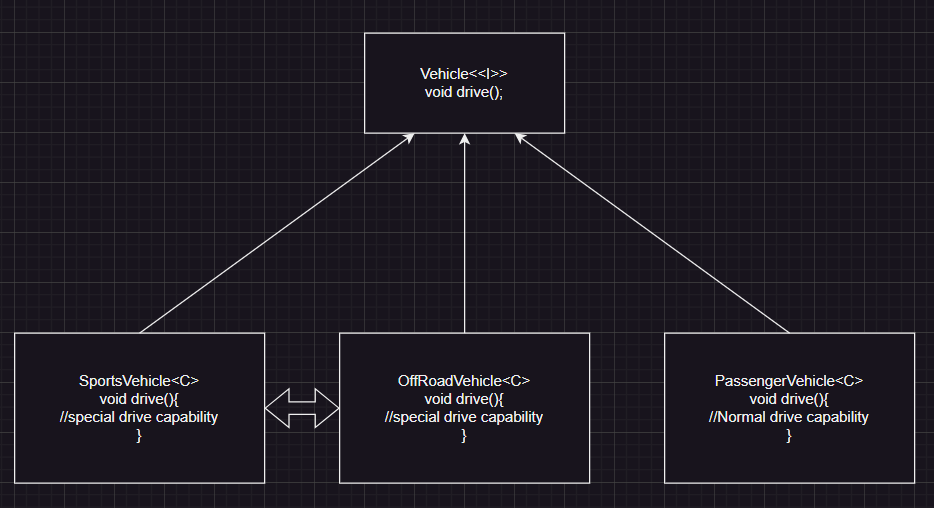 Vehicle<<I>>
void drive();
SportsVehicle<C>
void drive(){
//special drive capability
}
OffRoadVehicle<C>
void drive(){
//special drive capability
}
PassengerVehicle<C>
void drive(){
//Normal drive capability
}